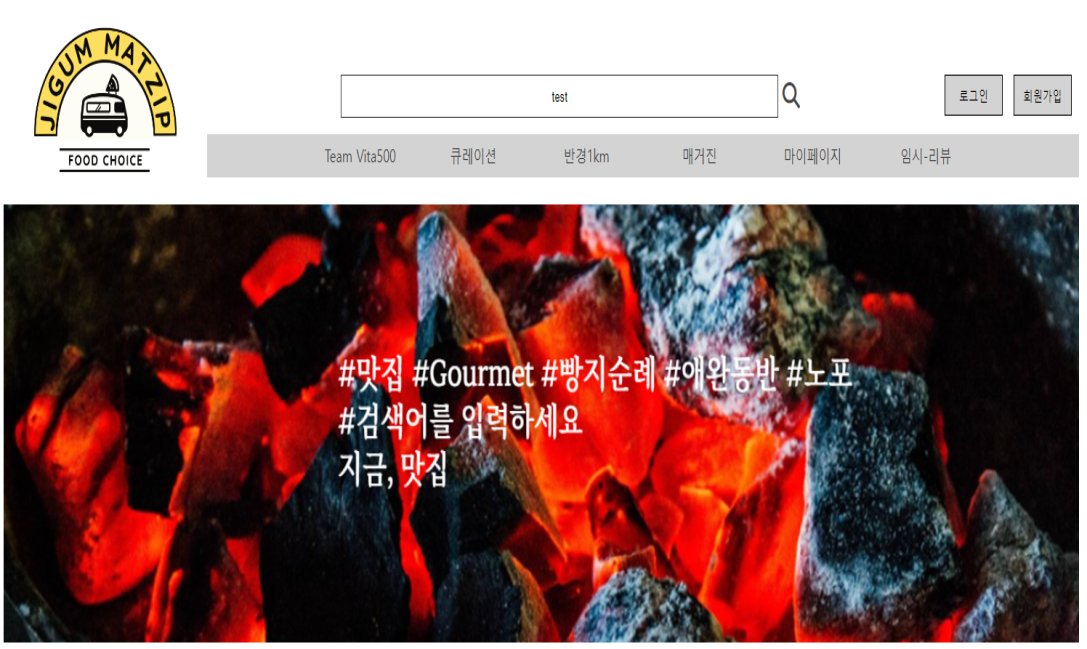 JIGUM MATZIP
FOOD CHOICE
test
로그인
회원가입
Team Vita500
큐레이션
반경1km
매거진
마이페이지
임시-리뷰
#맛집 #Gourmet #빵지순례 #애완동반 #노포
#검색어를 입력하세요
지금, 맛집